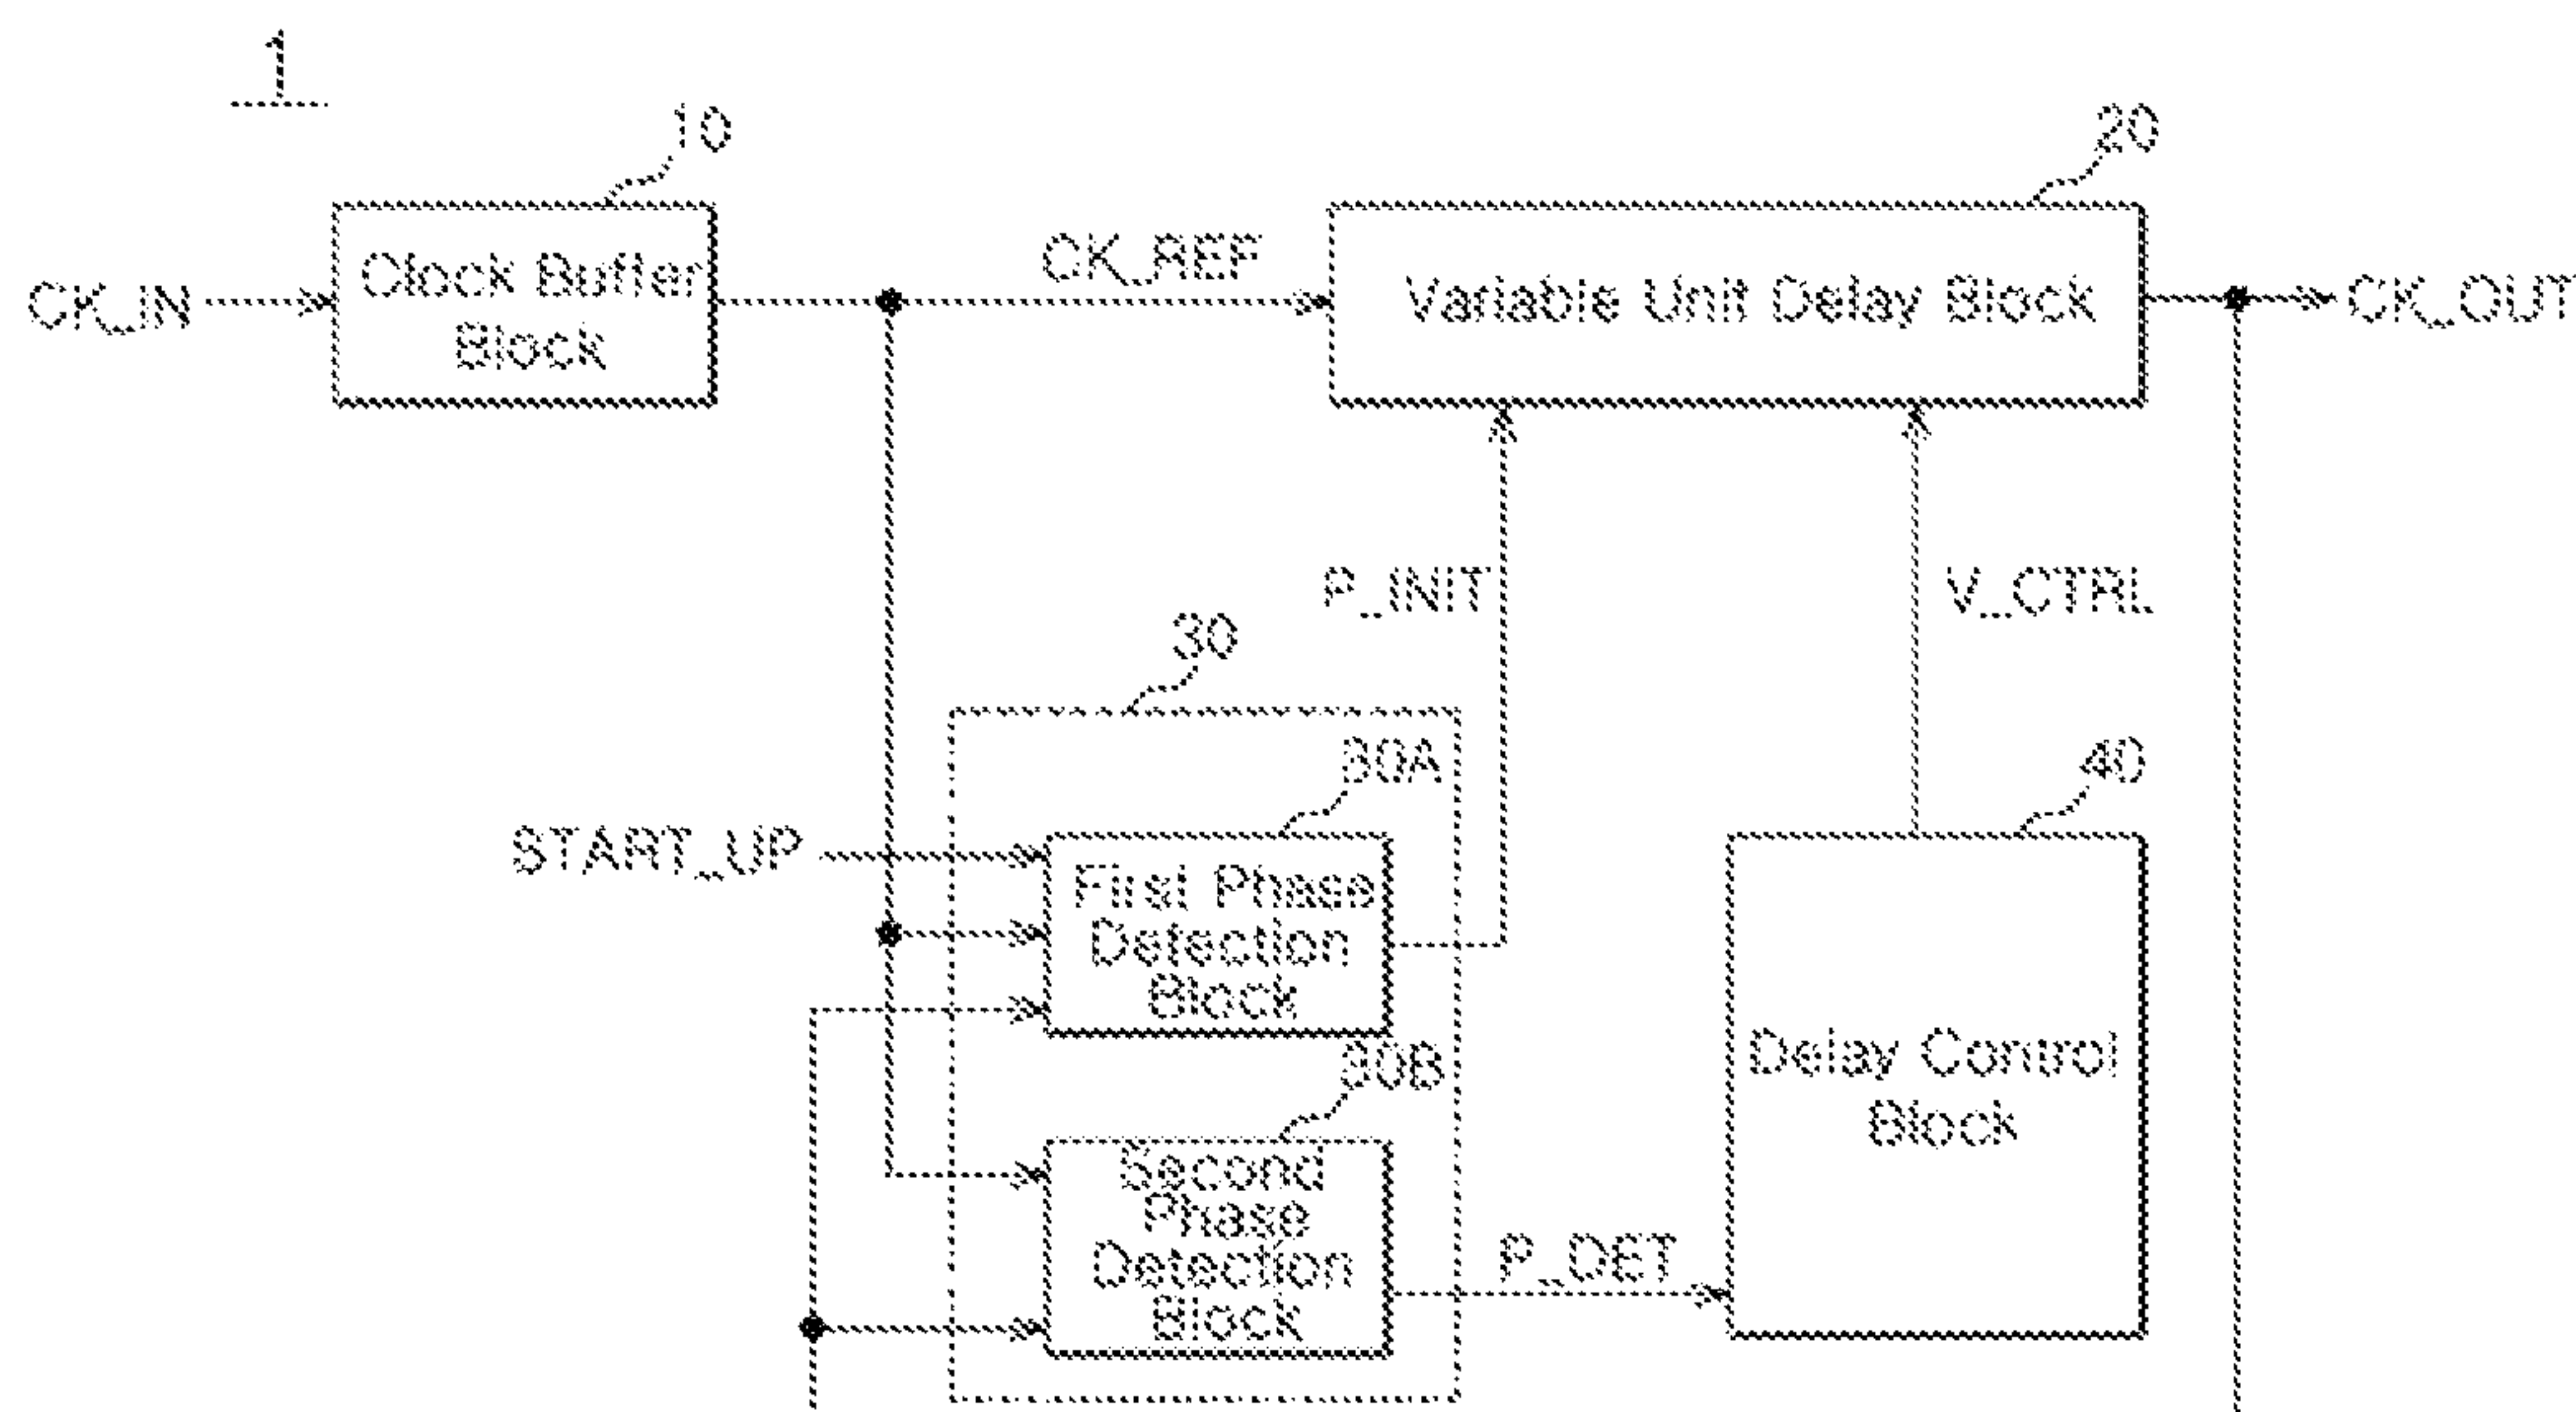 1
10
20
CK_IN
Clock Buffer
Block
CK_REF
Variable Unit Delay Block
CK_OUT
P_INIT
V_CTRL
30
30A
40
START_UP
First Phase
Detection
Block
30B
Delay Control
Block
Second
Phase
Detection
Block
P_DET